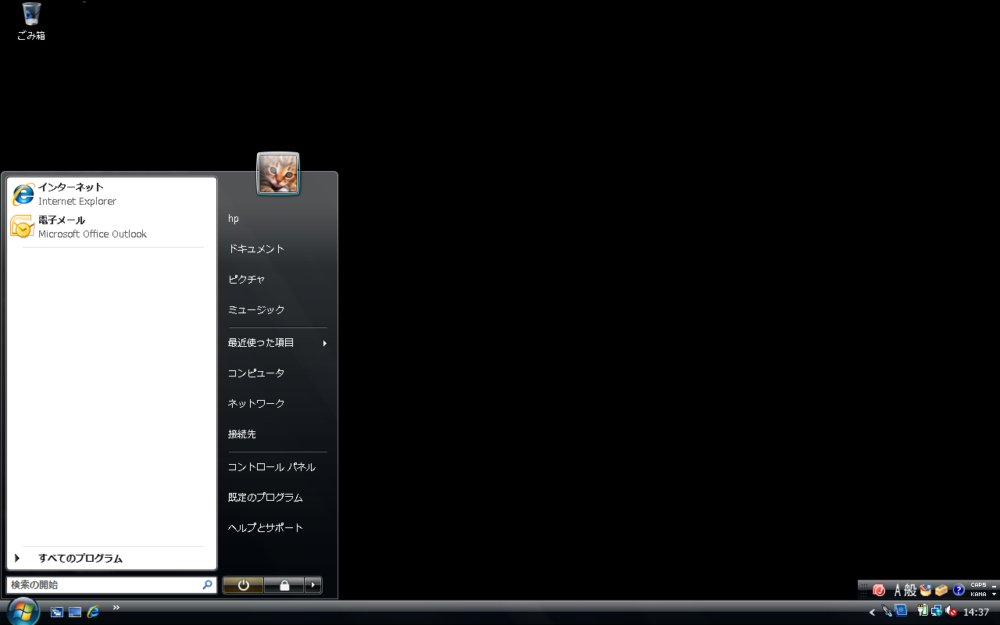 ごみ箱
インターネット
Internet Explorer
電子メール
Microsoft Office Outlook
すべてのプログラム
検索の開始
hp
ドキュメント
ピクチャ
ミュージック
最近使った項目
コンピュータ
ネットワーク
接続先
コントロール パネル
既定のプログラム
ヘルプとサポート
A 般
CAPS
KANA
14:37